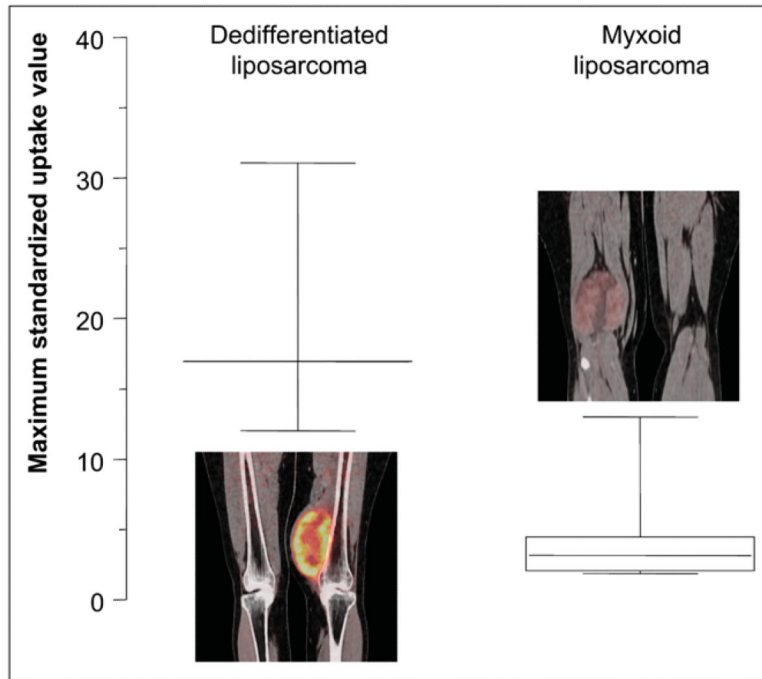 Maximum standardized uptake value
40
30
20
10
0
Dedifferentiated
liposarcoma
Myxoid
liposarcoma